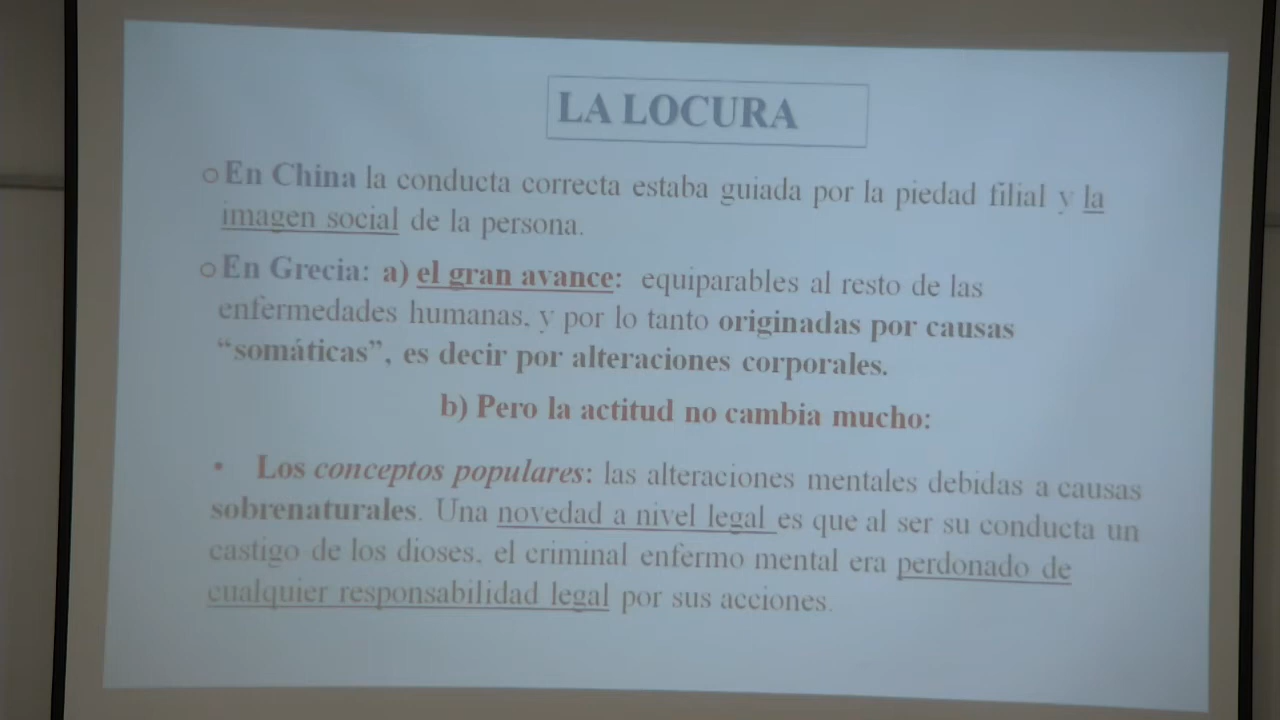 LA LOCURA
o En China la conducta correcta estaba guiada por la piedad filial y la
imagen social de la persona.
o En Grecia: a) el gran avance: equiparables al resto de las
enfermedades humanas, y por lo tanto originadas por causas
“somáticas”, es decir por alteraciones corporales.
b) Pero la actitud no cambia mucho:
• Los conceptos populares: las alteraciones mentales debidas a causas
sobrenaturales. Una novedad a nivel legal es que al ser su conducta un
castigo de los dioses, el criminal enfermo mental era perdonado de
cualquier responsabilidad legal por sus acciones.